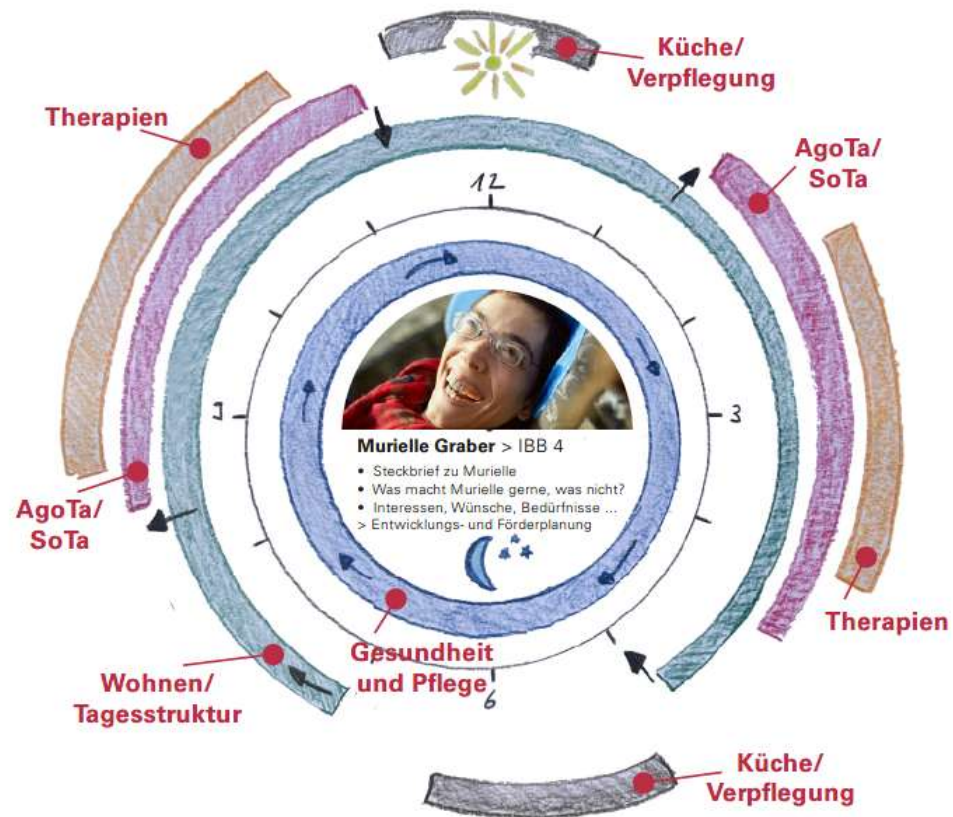 Küche/
Verpflegung
Therapien
AgoTa/
SoTa
12
3
Murielle Graber > IBB 4
• Steckbrief zu Murielle
• Was macht Murielle gerne, was nicht?
• Interessen, Wünsche, Bedürfnisse ...
> Entwicklungs- und Förderplanung
AgoTa/
SoTa
Therapien
Gesundheit
und Pflege
Wohnen/
Tagesstruktur
6
Küche/
Verpflegung